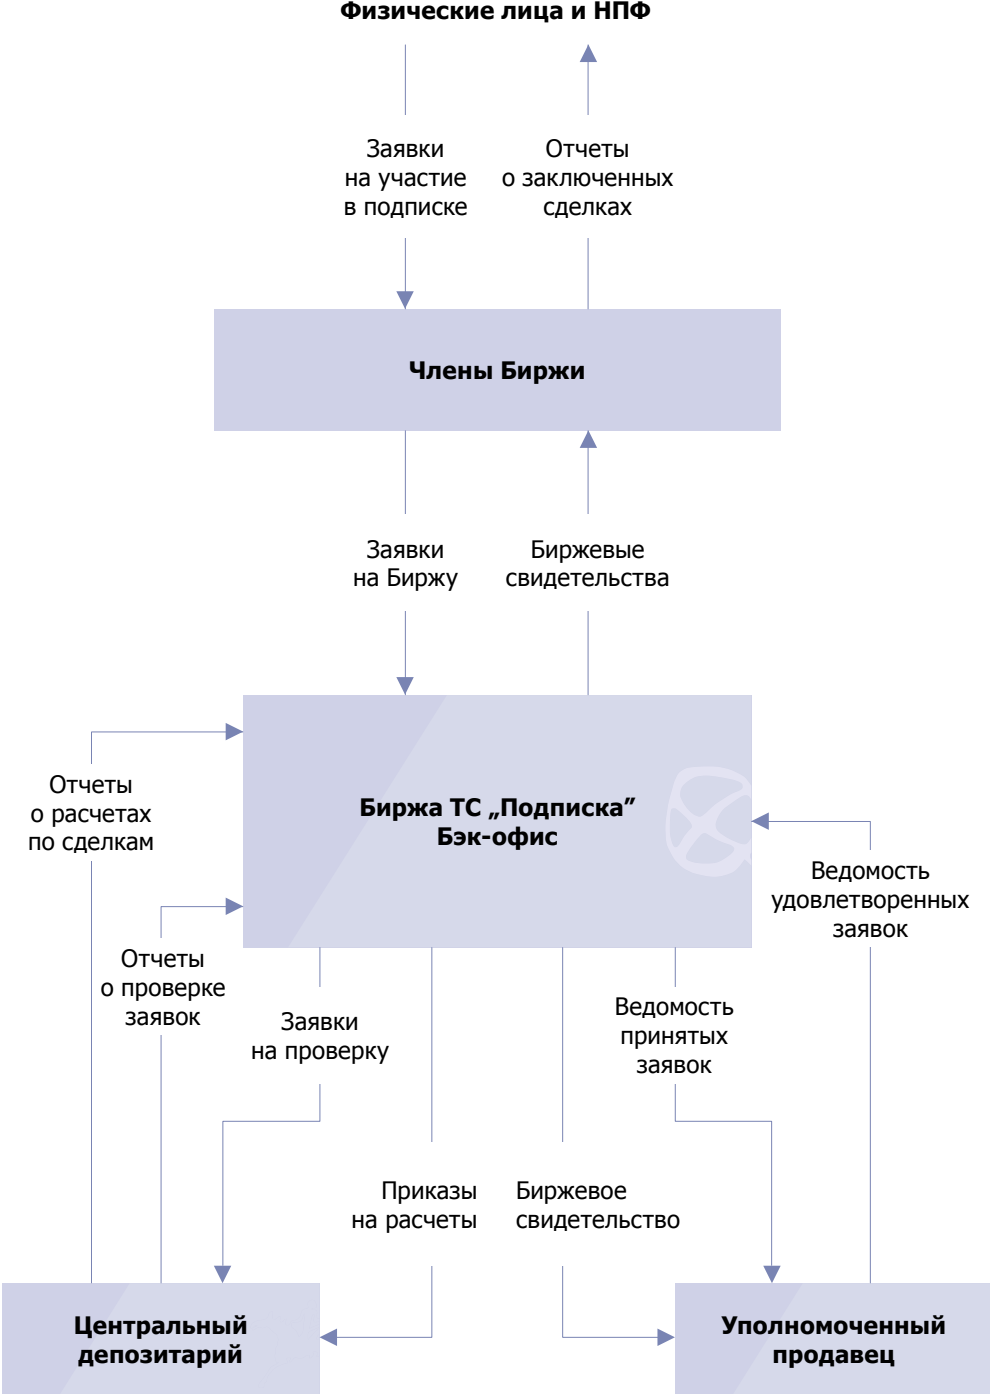 Физические лица и НПФ
Заявки
на участие
в подписке
Отчеты
о заключенных
сделках
Члены Биржи
Заявки
на Биржу
Биржевые
свидетельства
Биржа ТС „Подписка”
Бэк-офис
Отчеты
о расчетах
по сделкам
Ведомость
удовлетворенных
заявок
Отчеты
о проверке
заявок
Заявки
на проверку
Ведомость
принятых
заявок
Приказы
на расчеты
Биржевое
свидетельство
Центральный
депозитарий
Уполномоченный
продавец